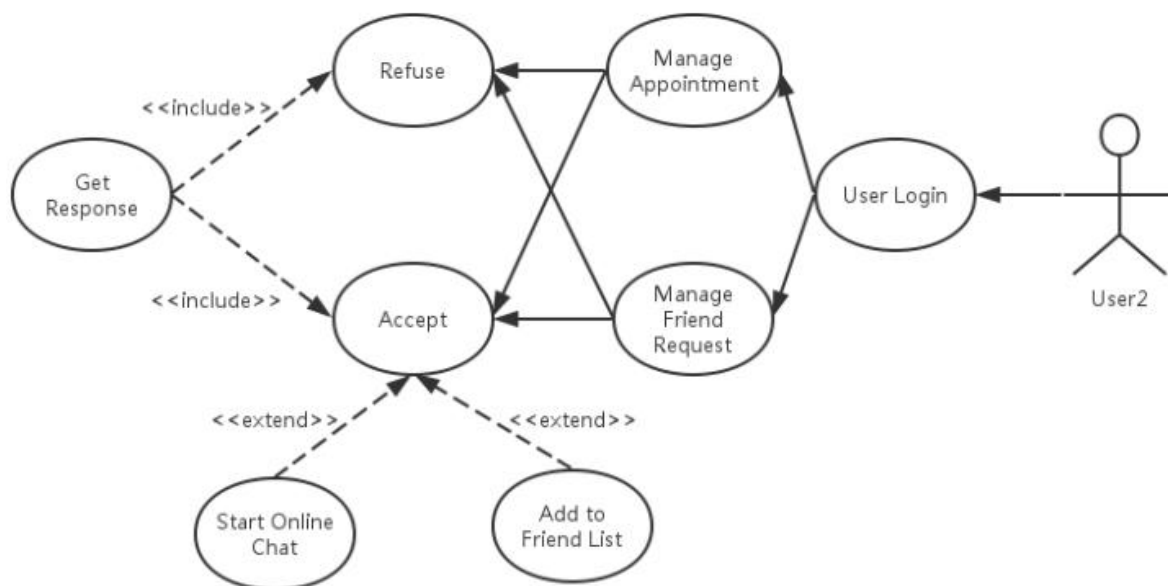 Refuse
Manage
Appointment
<<include>>
Get
Response
User Login
<<include>>
Accept
Manage
Friend
Request
User2
<<extend>>
<<extend>>
Start Online
Chat
Add to
Friend List